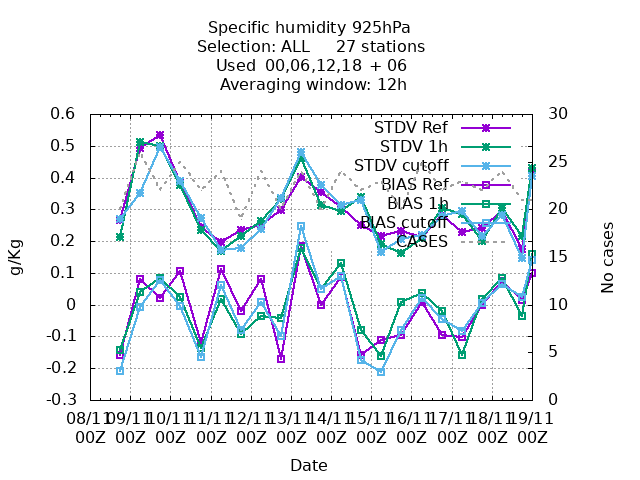 Specific humidity 925hPa
Selection: ALL 27 stations
Used 00,06,12,18 + 06
Averaging window: 12h
0.6
0.5
0.4
0.3
0.2
0.1
0
-0.1
-0.2
-0.3
30
25
20
15
10
5
0
g/Kg
No cases
STDV Ref
STDV 1h
STDV cutoff
BIAS Ref
BIAS 1h
BIAS cutoff
CASES
08/11 09/11 10/11 11/11 12/11 13/11 14/11 15/11 16/11 17/11 18/11 19/11
00Z 00Z 00Z 00Z 00Z 00Z 00Z 00Z 00Z 00Z 00Z 00Z
Date